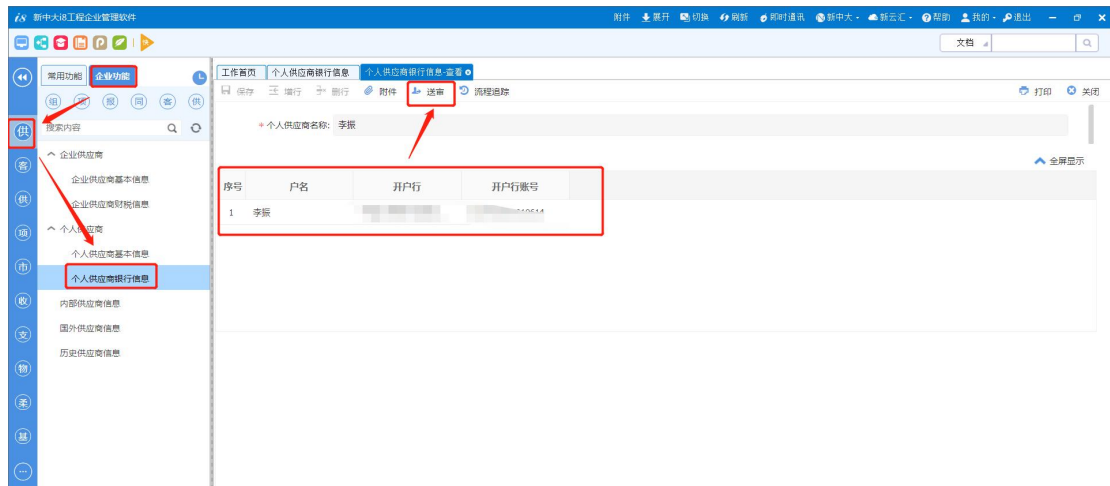 i8 新中大i8工程企业管理软件
附件 展开 切换 刷新 即时通讯 新中大 新云汇 帮助 我的 退出
文档
常用功能 企业功能
组 项 报 同 客 供
搜索内容
供
客
供
项
市
收
支
物
柔
基
企业供应商
企业供应商基本信息
企业供应商财税信息
个人供应商
个人供应商基本信息
个人供应商银行信息
内部供应商信息
国外供应商信息
历史供应商信息
工作首页 个人供应商银行信息 个人供应商银行信息-查看
保存 增行 删行 附件 送审 流程追踪 打印 关闭
* 个人供应商名称: 李振
全屏显示
序号 户名 开户行 开户行账号
1 李振